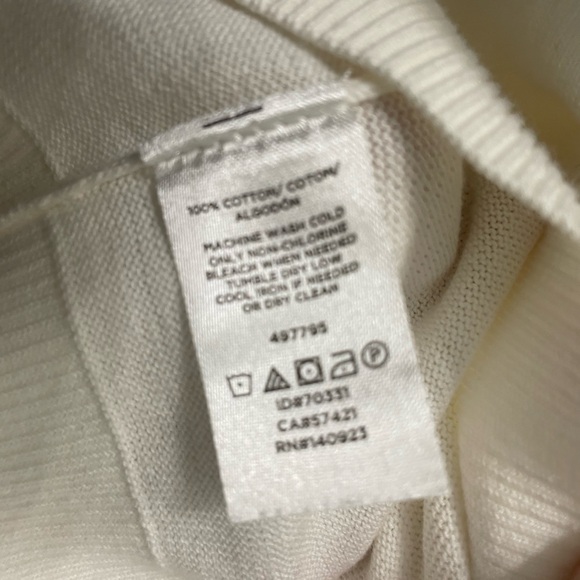 100% COTTON/ COTON/
ALGODÓN
MACHINE WASH COLD
ONLY NON-CHLORINE
BLEACH WHEN NEEDED
TUMBLE DRY LOW
COOL IRON IF NEEDED
OR DRY CLEAN
497795
P
ID#70331
CA#57421
RN#140923